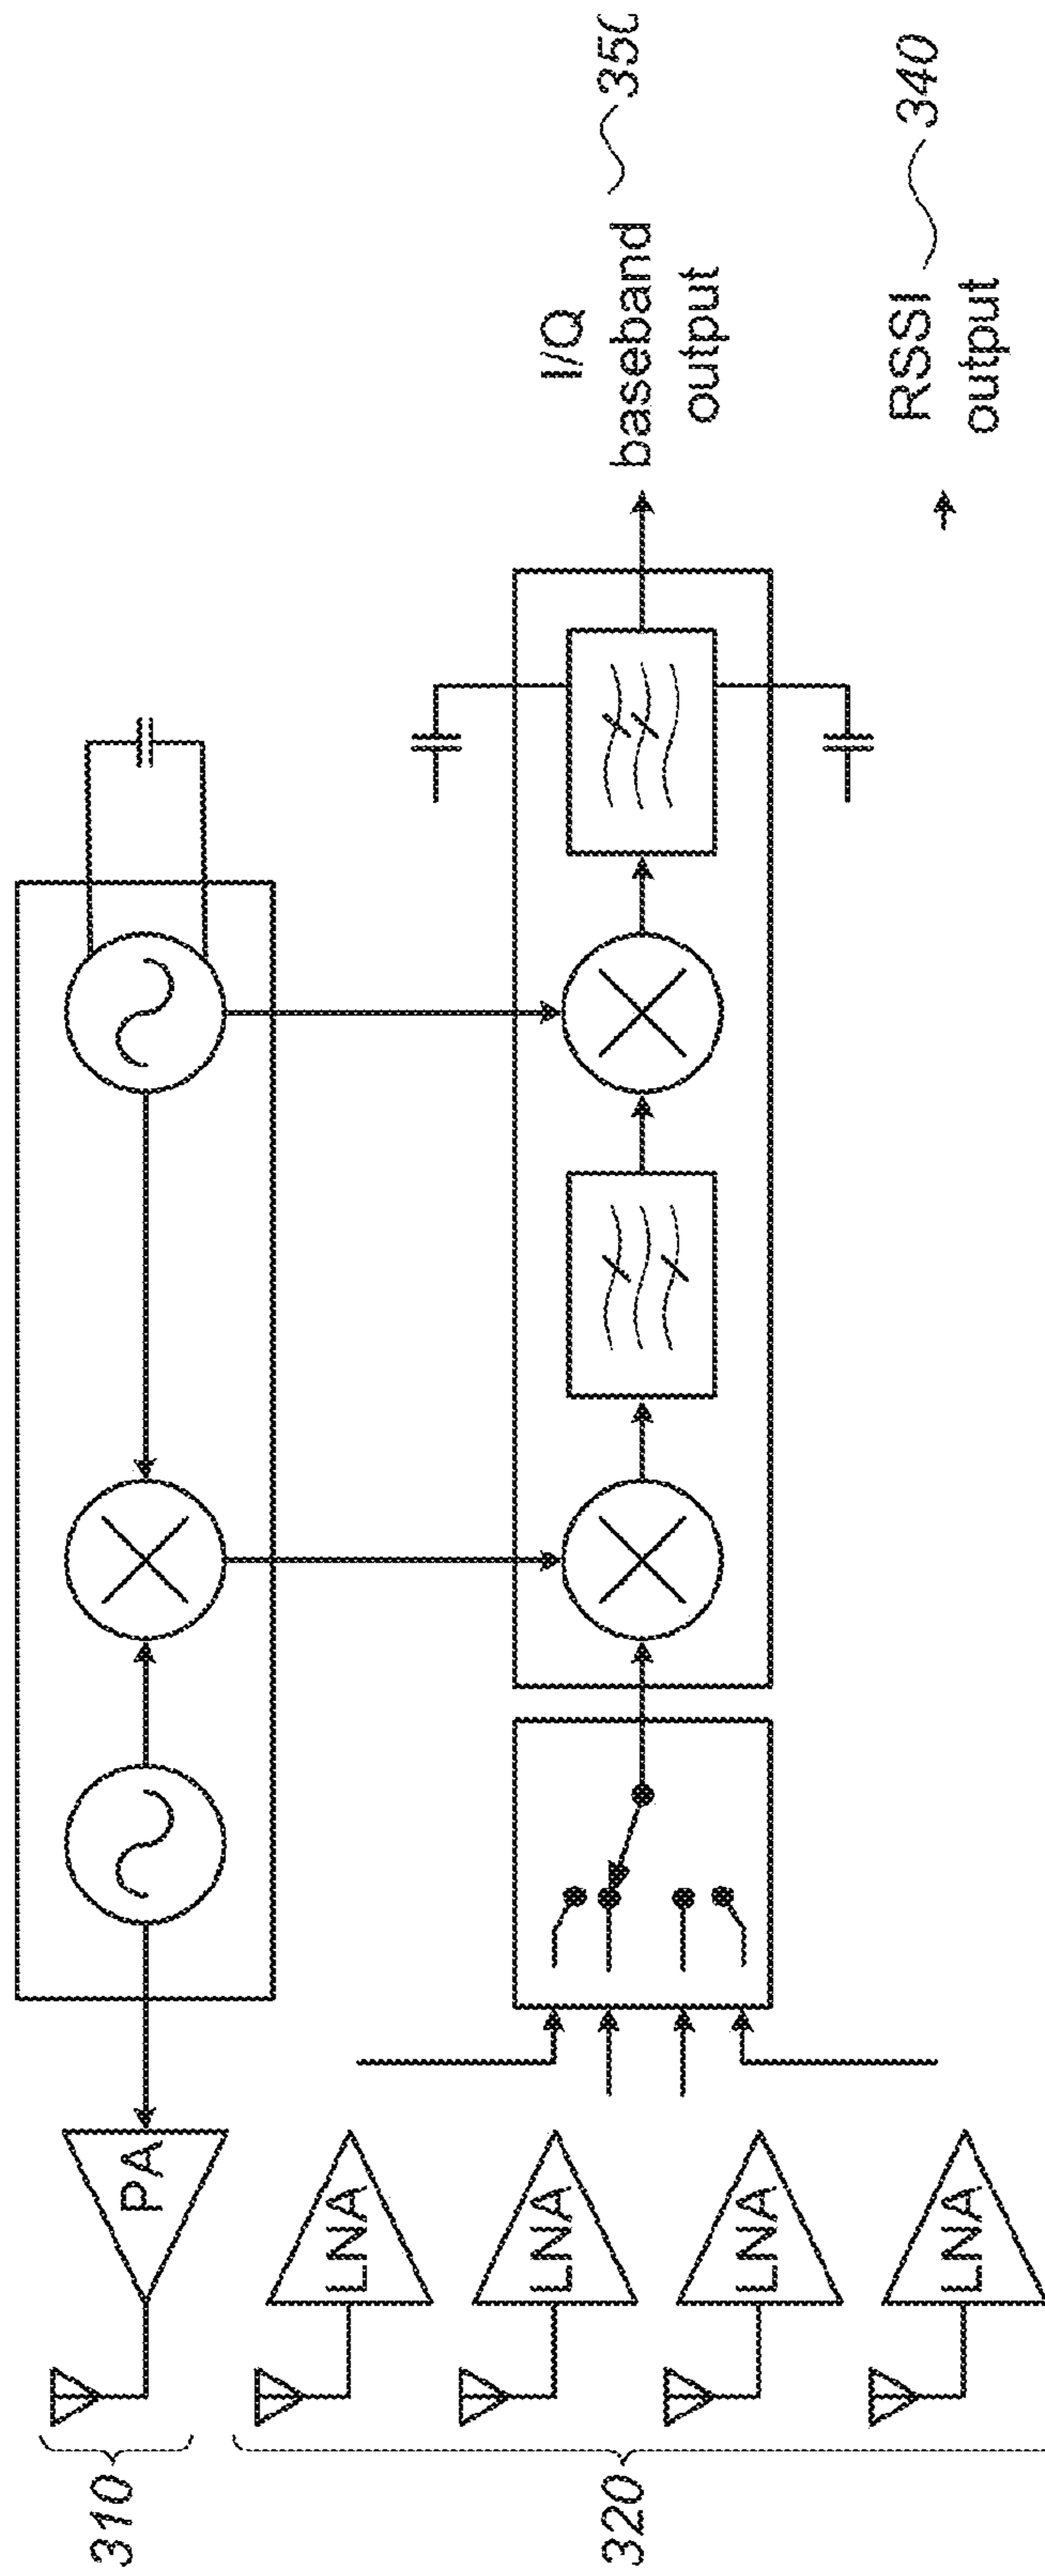 310
PA
320
LNA
LNA
LNA
LNA
I/Q
baseband
output
350
RSSI
output
340